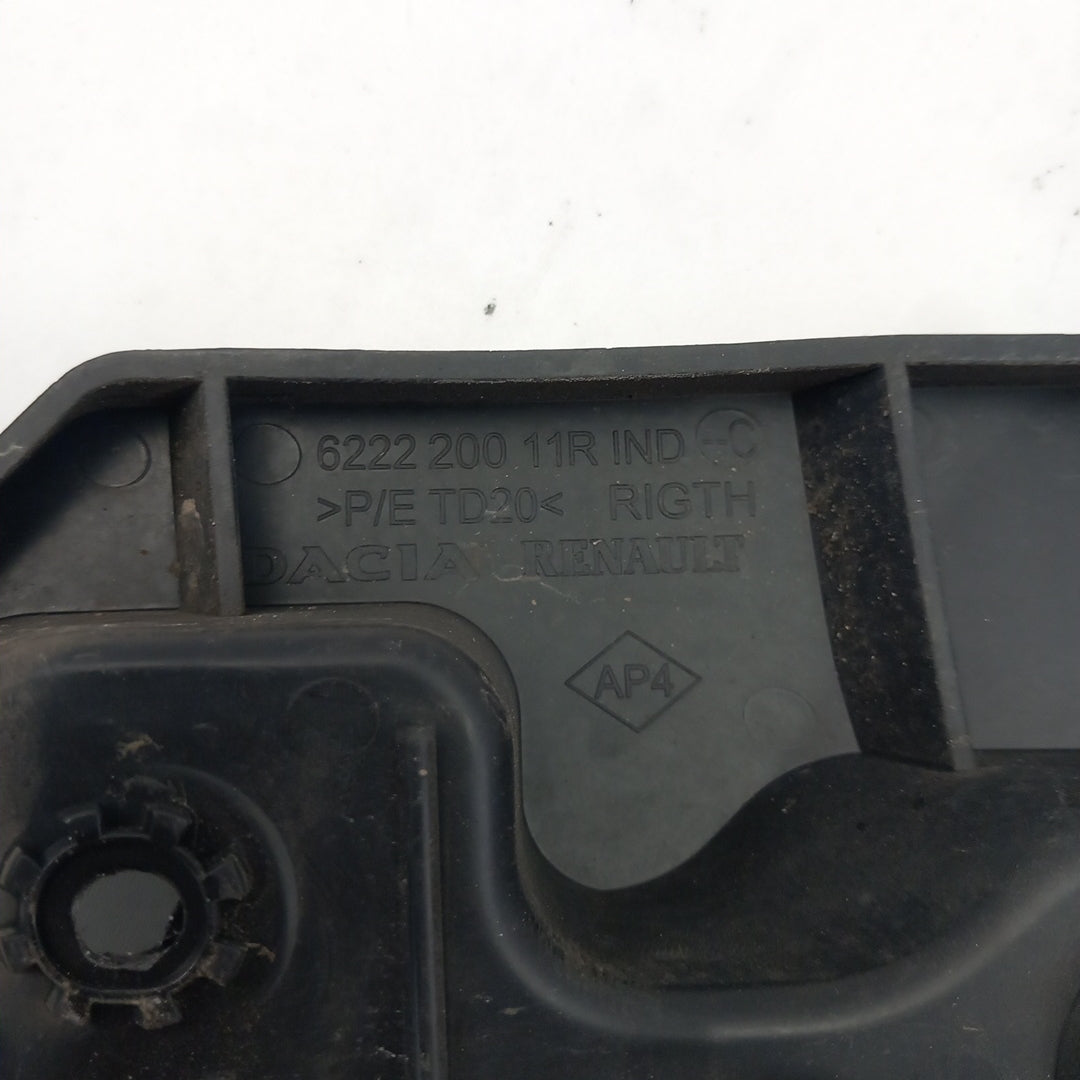 6222 200 11R IND --C
>P/E TD20< RIGTH
DACIA RENAULT
AP4